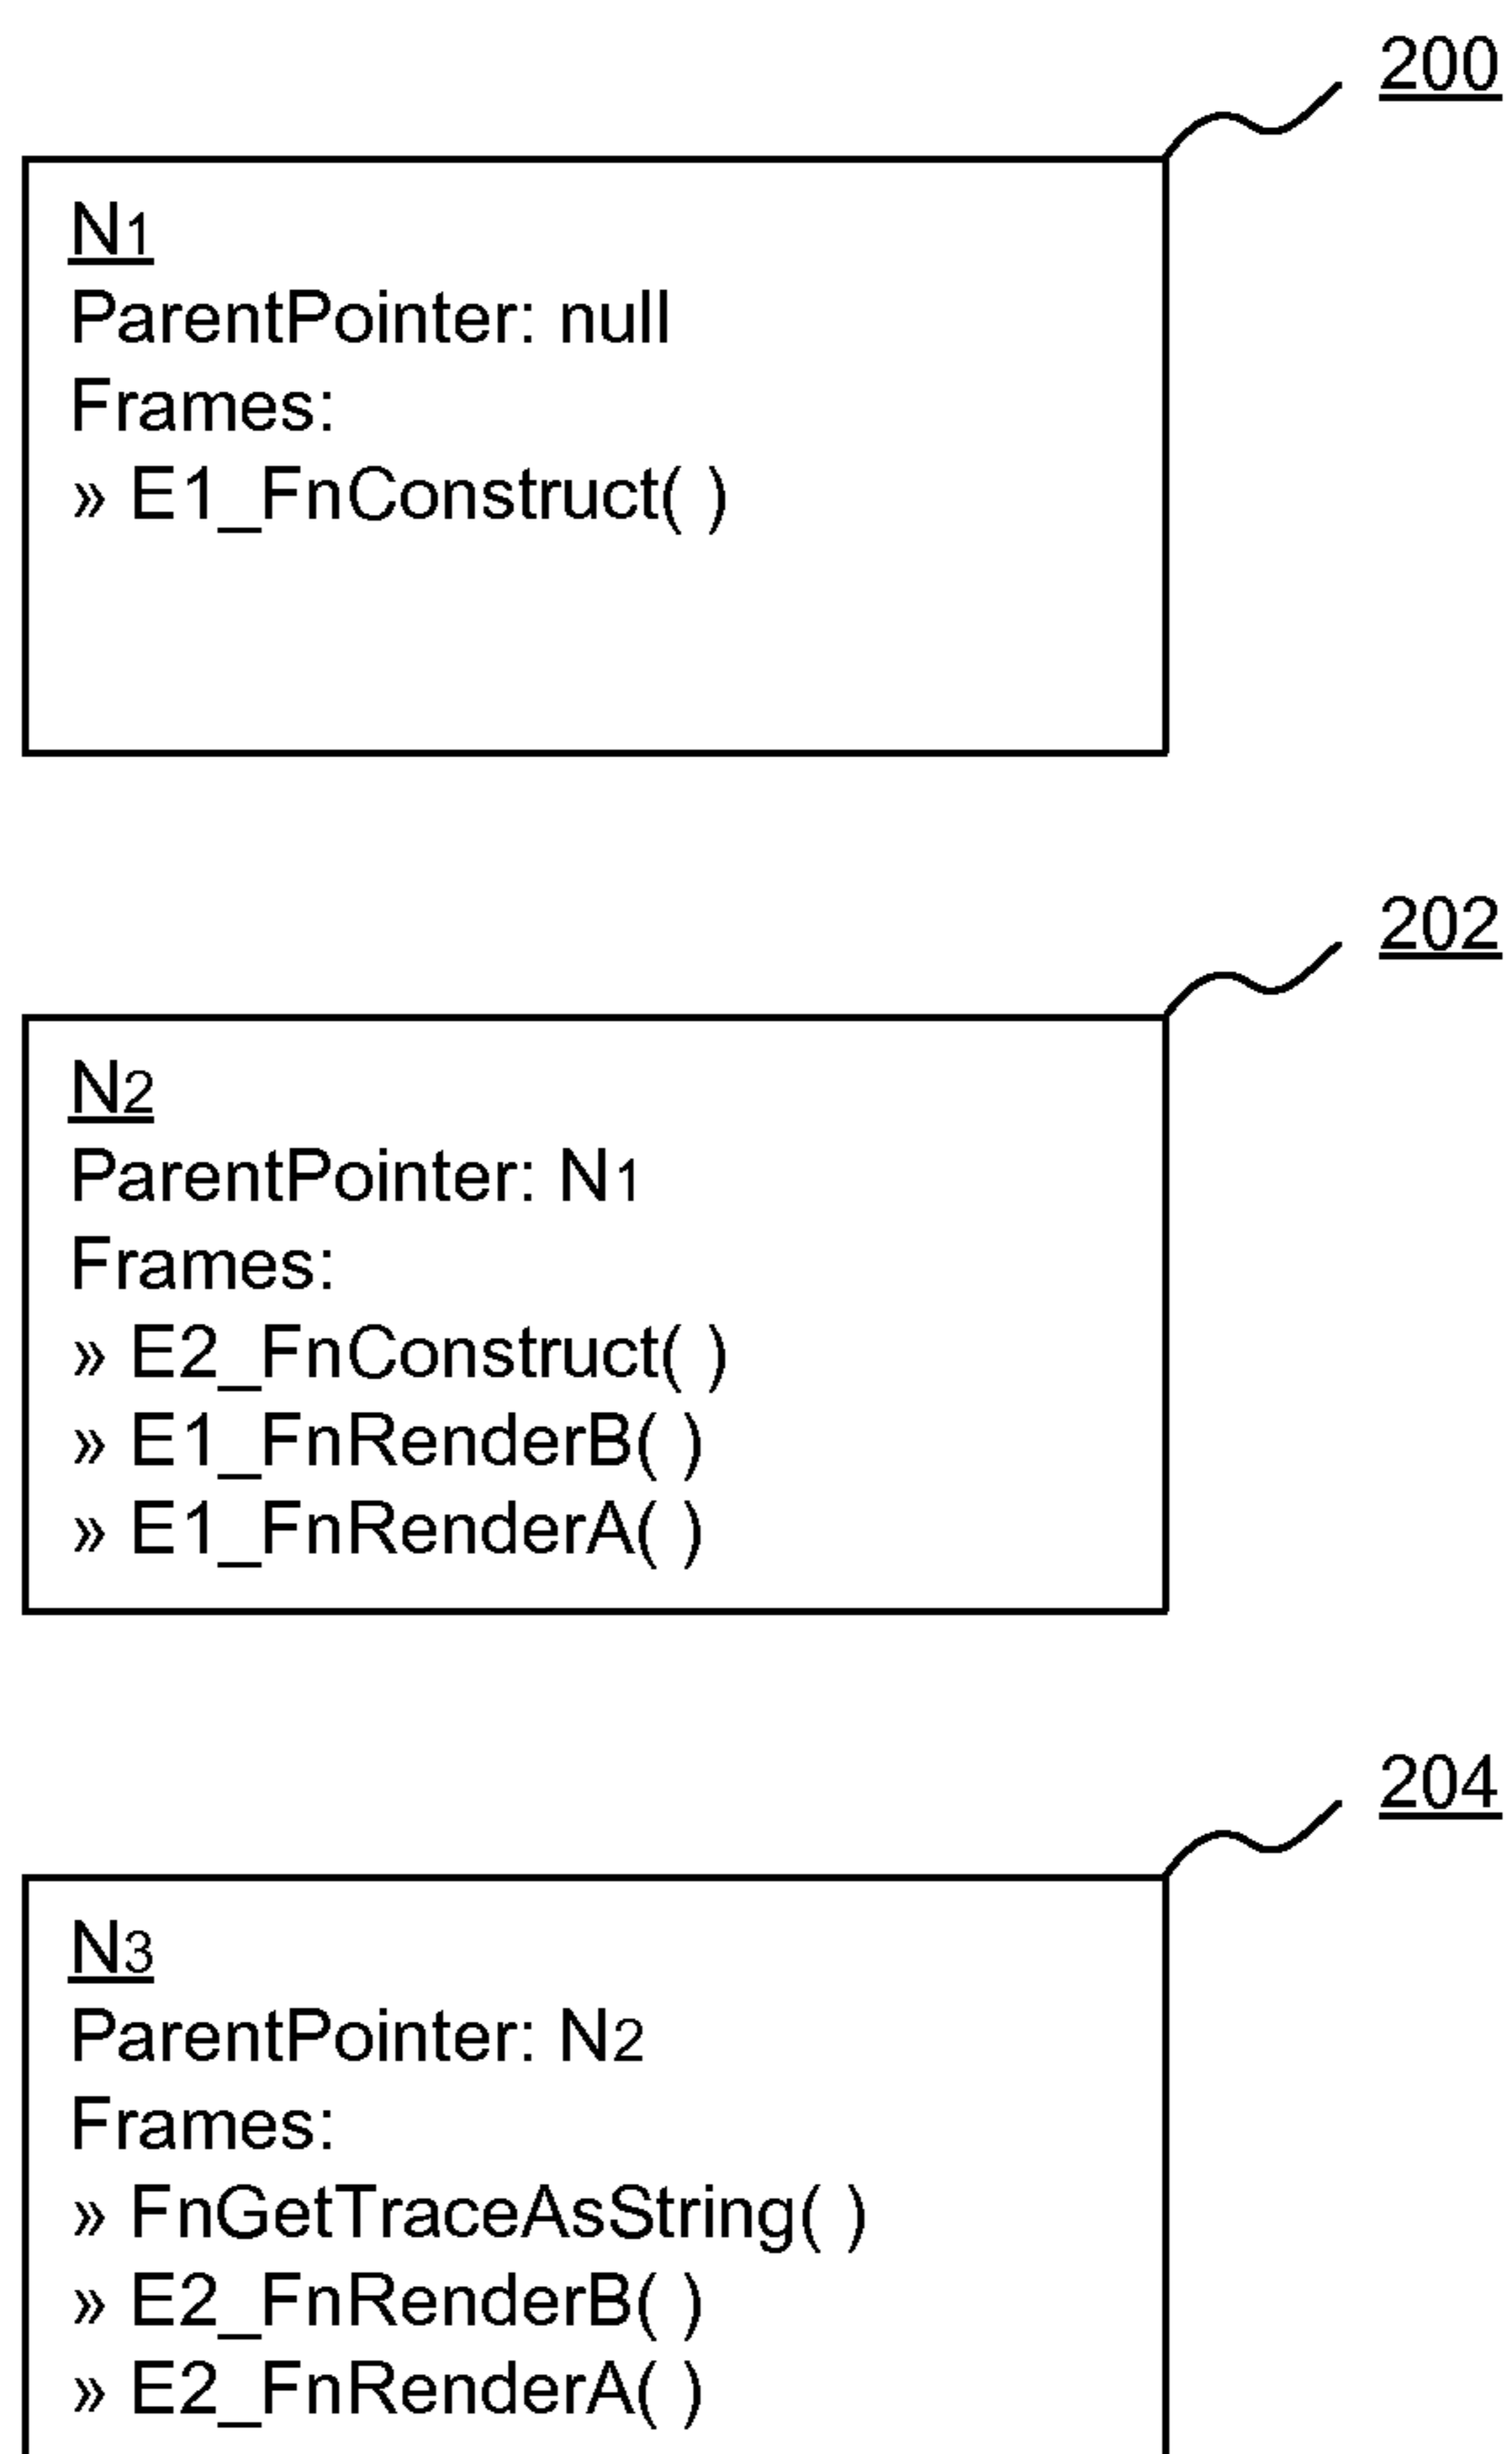 200
N1
ParentPointer: null
Frames:
» E1_FnConstruct( )
202
N2
ParentPointer: N1
Frames:
» E2_FnConstruct( )
» E1_FnRenderB( )
» E1_FnRenderA( )
204
N3
ParentPointer: N2
Frames:
» FnGetTraceAsString( )
» E2_FnRenderB( )
» E2_FnRenderA( )